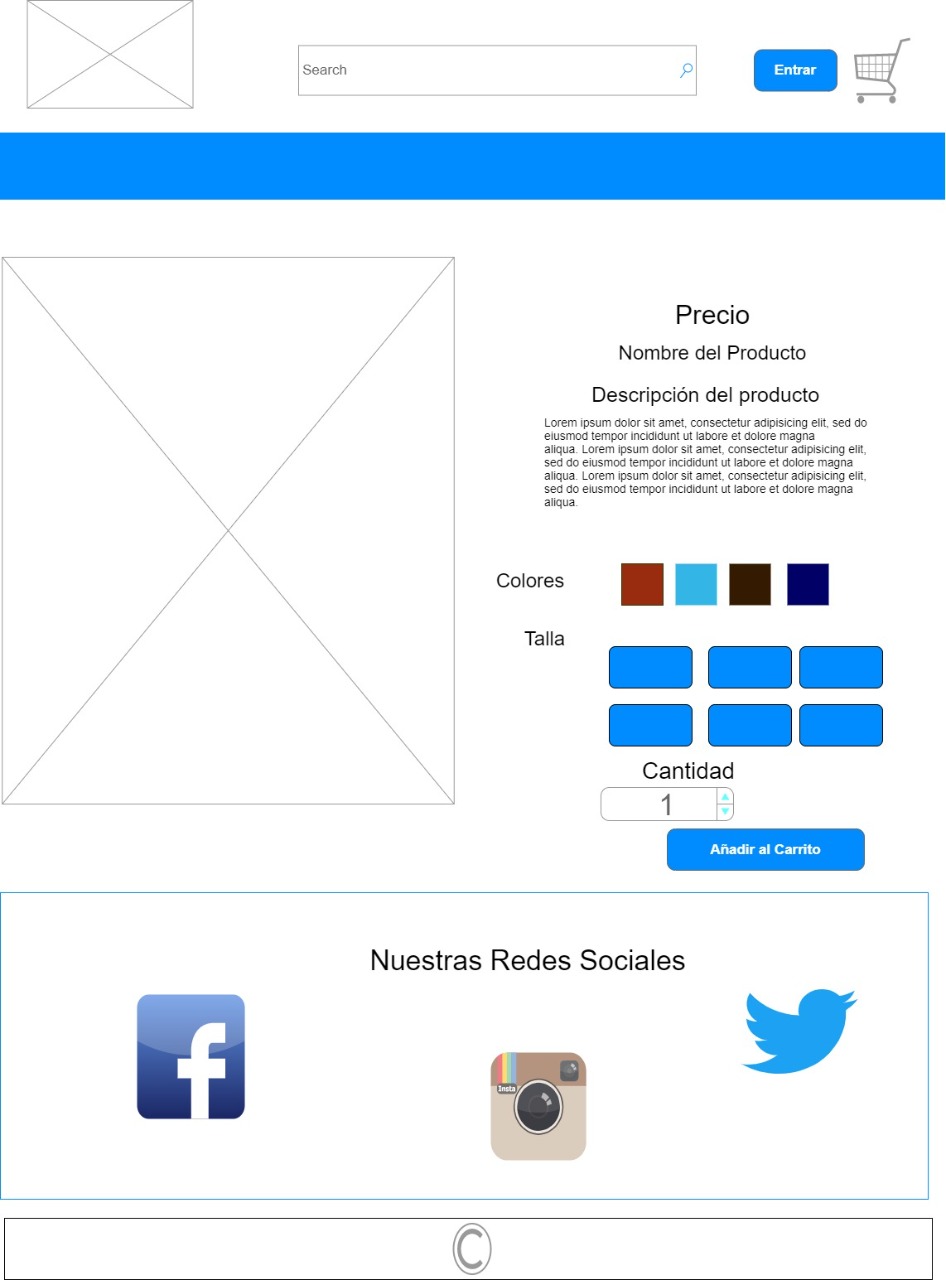 Search
Entrar
Precio
Nombre del Producto
Descripción del producto
Lorem ipsum dolor sit amet, consectetur adipisicing elit, sed do
eiusmod tempor incididunt ut labore et dolore magna
aliqua. Lorem ipsum dolor sit amet, consectetur adipisicing elit,
sed do eiusmod tempor incididunt ut labore et dolore magna
aliqua. Lorem ipsum dolor sit amet, consectetur adipisicing elit,
sed do eiusmod tempor incididunt ut labore et dolore magna
aliqua.
Colores
Talla
Cantidad
1
Añadir al Carrito
Nuestras Redes Sociales
f
Insta
©